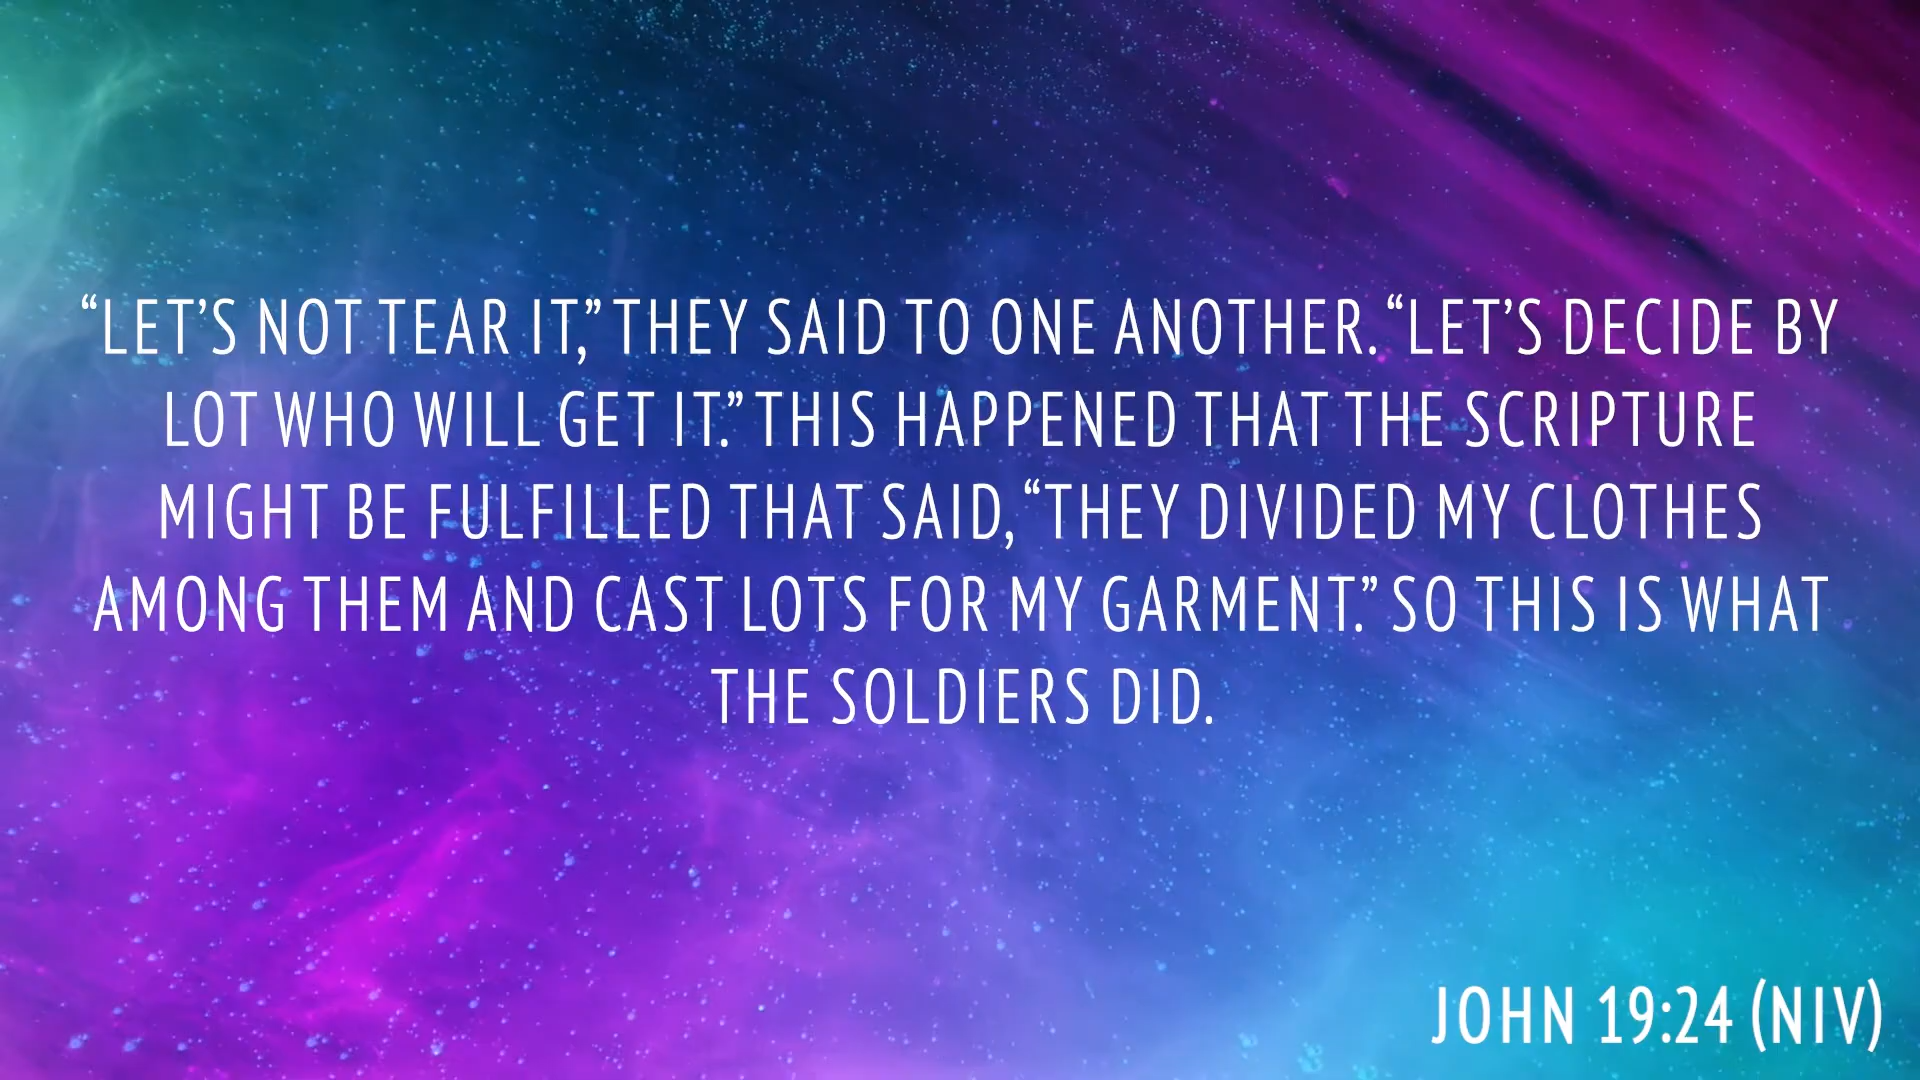 “LET’S NOT TEAR IT,” THEY SAID TO ONE ANOTHER. “LET’S DECIDE BY
LOT WHO WILL GET IT.” THIS HAPPENED THAT THE SCRIPTURE
MIGHT BE FULFILLED THAT SAID, “THEY DIVIDED MY CLOTHES
AMONG THEM AND CAST LOTS FOR MY GARMENT.” SO THIS IS WHAT
THE SOLDIERS DID.
JOHN 19:24 (NIV)